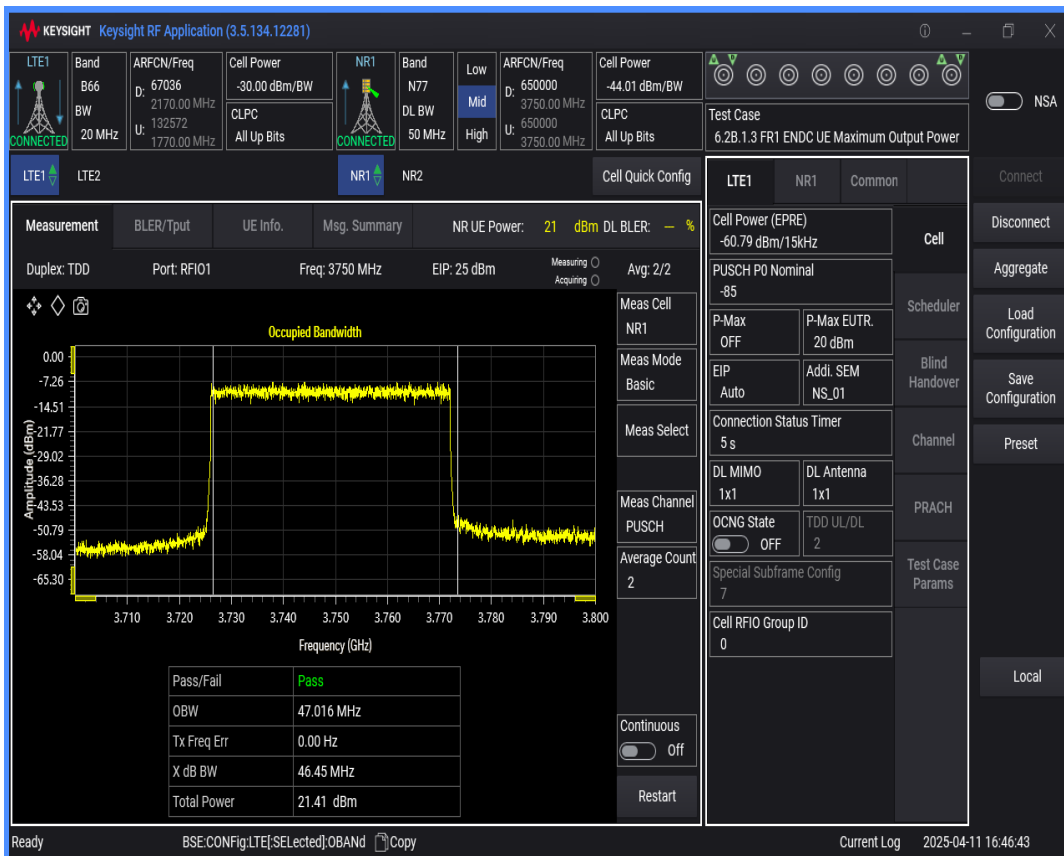 KEYSIGHT Keysight RF Application (3.5.134.12281)
LTE1
CONNECTED
Band
B66
BW
20 MHz
ARFCN/Freq
D: 67036
2170.00 MHz
U: 132572
1770.00 MHz
Cell Power
-30.00 dBm/BW
CLPC
All Up Bits
NR1
CONNECTED
Band
N77
DL BW
50 MHz
Low
Mid
High
ARFCN/Freq
D: 650000
3750.00 MHz
U: 650000
3750.00 MHz
Cell Power
-44.01 dBm/BW
CLPC
All Up Bits
Test Case
6.2B.1.3 FR1 ENDC UE Maximum Output Power
NSA
LTE1 LTE2 NR1 NR2 Cell Quick Config
Measurement BLER/Tput UE Info. Msg. Summary NR UE Power: 21 dBm DL BLER: -- %
Duplex: TDD Port: RFIO1 Freq: 3750 MHz EIP: 25 dBm Measuring Acquiring Avg: 2/2
Occupied Bandwidth
0.00
-7.26
-14.51
-21.77
-29.02
-36.28
-43.53
-50.79
-58.04
-65.30
Amplitude (dBm)
3.710 3.720 3.730 3.740 3.750 3.760 3.770 3.780 3.790 3.800
Frequency (GHz)
Pass/Fail Pass
OBW 47.016 MHz
Tx Freq Err 0.00 Hz
X dB BW 46.45 MHz
Total Power 21.41 dBm
Meas Cell
NR1
Meas Mode
Basic
Meas Select
Meas Channel
PUSCH
Average Count
2
Continuous
Off
Restart
LTE1 NR1 Common
Cell Power (EPRE)
-60.79 dBm/15kHz
PUSCH P0 Nominal
-85
P-Max
OFF
P-Max EUTR.
20 dBm
EIP
Auto
Addi. SEM
NS_01
Connection Status Timer
5 s
DL MIMO
1x1
DL Antenna
1x1
OCNG State
OFF
TDD UL/DL
2
Special Subframe Config
7
Cell RFIO Group ID
0
Cell
Scheduler
Blind
Handover
Channel
PRACH
Test Case
Params
Connect
Disconnect
Aggregate
Load
Configuration
Save
Configuration
Preset
Local
Ready BSE:CONFig:LTE[:SELected]:OBANd Copy Current Log 2025-04-11 16:46:43